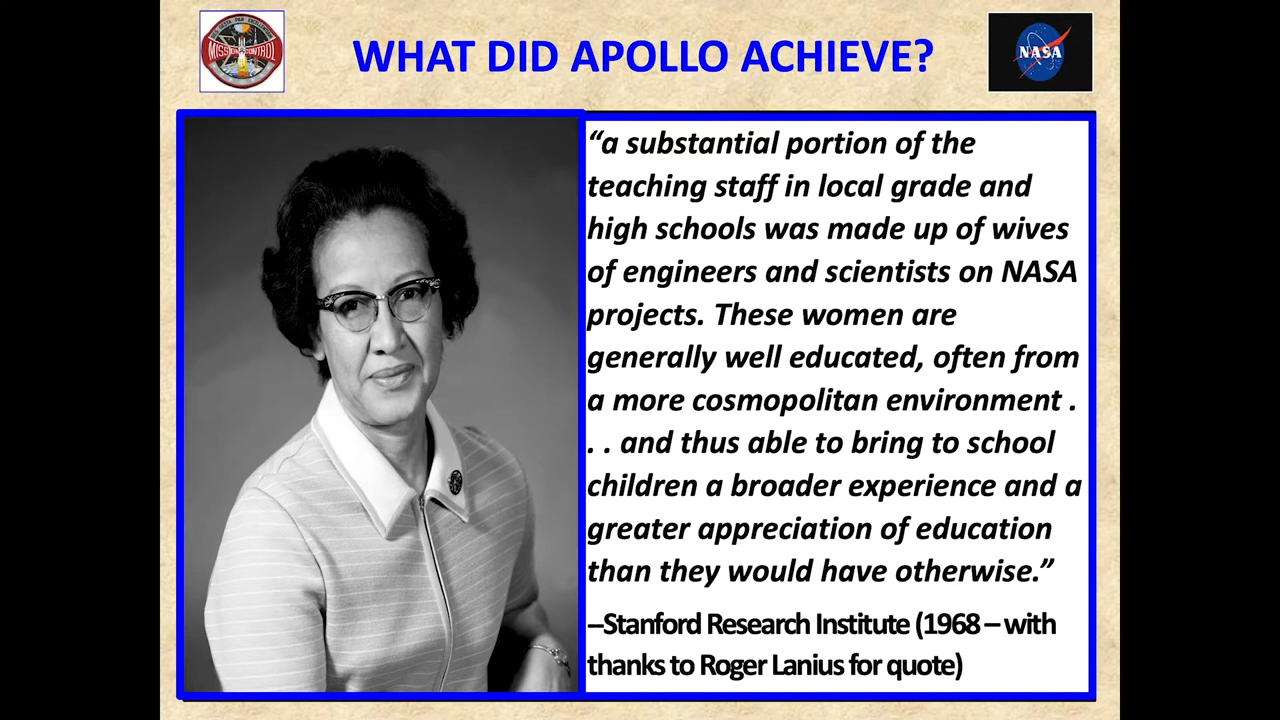 WHAT DID APOLLO ACHIEVE?
MISSION CONTROL
NASA
“a substantial portion of the
teaching staff in local grade and
high schools was made up of wives
of engineers and scientists on NASA
projects. These women are
generally well educated, often from
a more cosmopolitan environment .
. . and thus able to bring to school
children a broader experience and a
greater appreciation of education
than they would have otherwise.”
–Stanford Research Institute (1968 – with
thanks to Roger Lanius for quote)